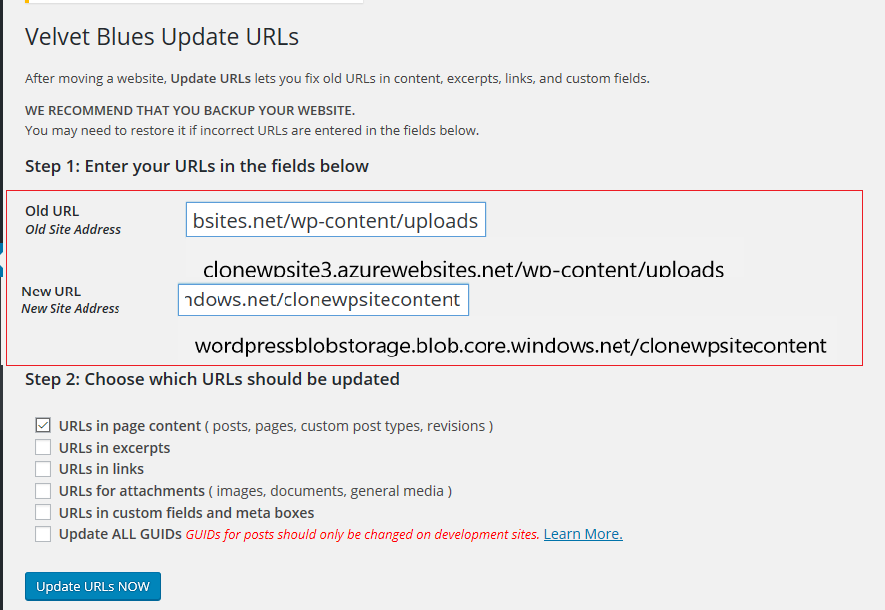 Velvet Blues Update URLs
After moving a website, Update URLs lets you fix old URLs in content, excerpts, links, and custom fields.
WE RECOMMEND THAT YOU BACKUP YOUR WEBSITE.
You may need to restore it if incorrect URLs are entered in the fields below.
Step 1: Enter your URLs in the fields below
Old URL
Old Site Address
bsites.net/wp-content/uploads
clonewpsite3.azurewebsites.net/wp-content/uploads
New URL
New Site Address
ndows.net/clonewpsitecontent
wordpressblobstorage.blob.core.windows.net/clonewpsitecontent
Step 2: Choose which URLs should be updated
URLs in page content ( posts, pages, custom post types, revisions )
URLs in excerpts
URLs in links
URLs for attachments ( images, documents, general media )
URLs in custom fields and meta boxes
Update ALL GUIDs GUIDs for posts should only be changed on development sites. Learn More.
Update URLs NOW